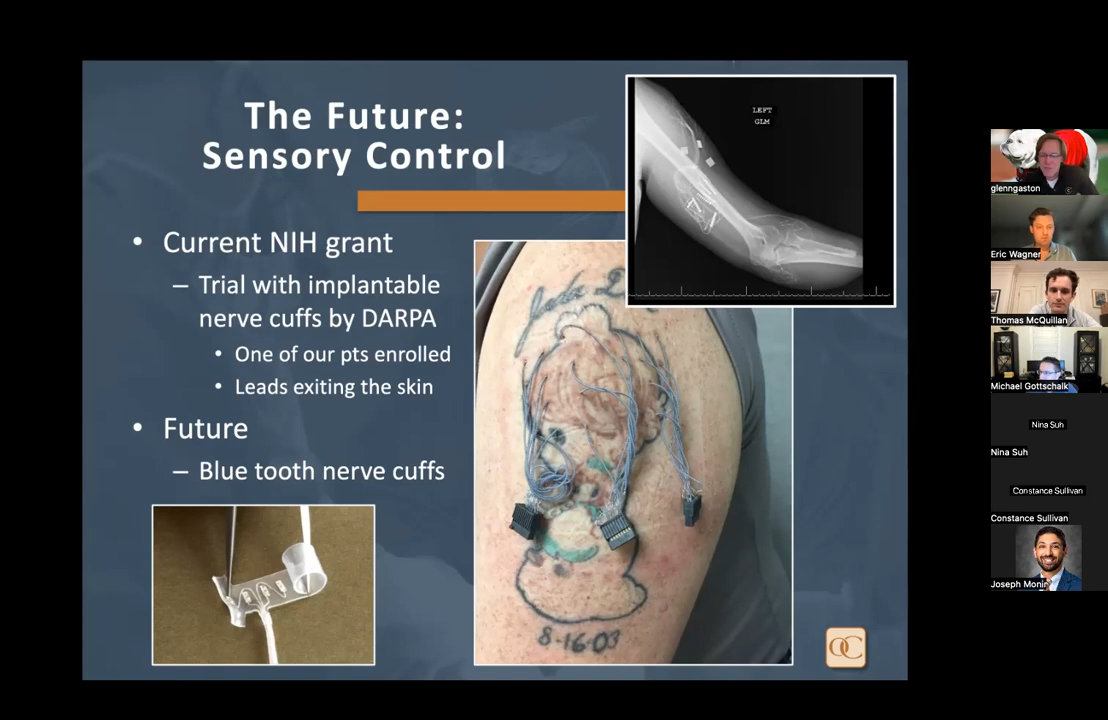 The Future:
Sensory Control
• Current NIH grant
– Trial with implantable
nerve cuffs by DARPA
• One of our pts enrolled
• Leads exiting the skin
• Future
– Blue tooth nerve cuffs
LEFT
GLM
8-16-03
OC
glenngaston
Eric Wagner
Thomas McQuillan
Michael Gottschalk
Nina Suh
Nina Suh
Constance Sullivan
Constance Sullivan
Joseph Monir